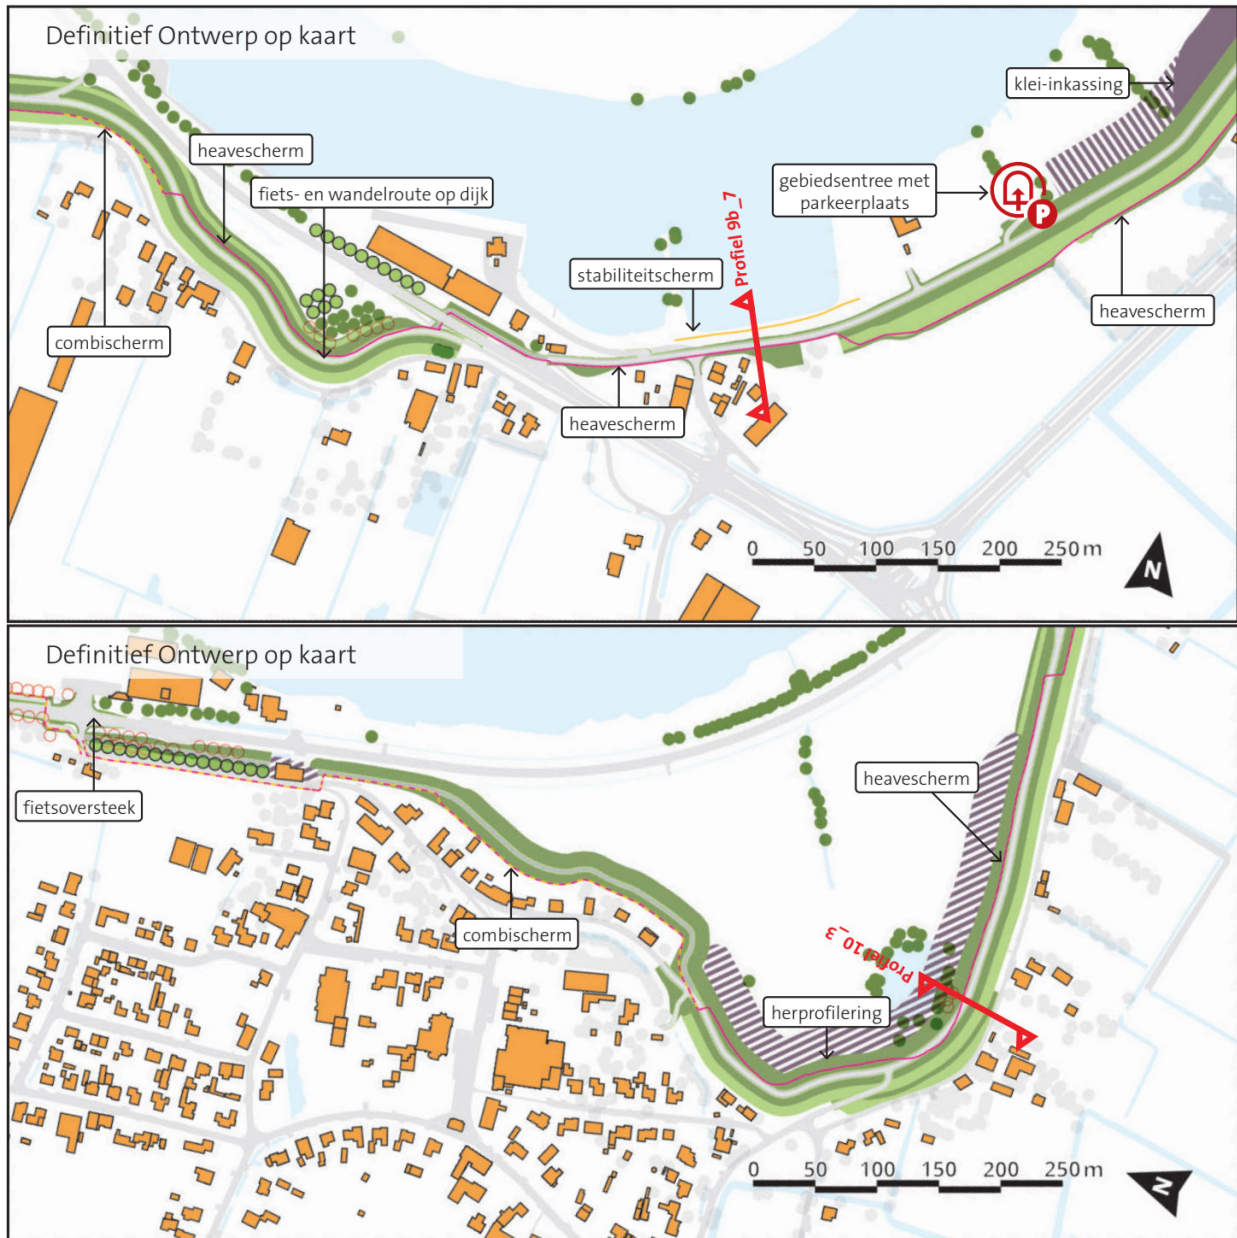 Definitief Ontwerp op kaart
klei-inkassing
heavescherm
fiets- en wandelroute op dijk
gebiedsentree met
parkeerplaats
P
Profiel 9b_7
stabiliteitscherm
heavescherm
combischerm
heavescherm
0 50 100 150 200 250 m
N
Definitief Ontwerp op kaart
fietsoversteek
heavescherm
combischerm
Profiel 10_3
herprofilering
0 50 100 150 200 250 m
N